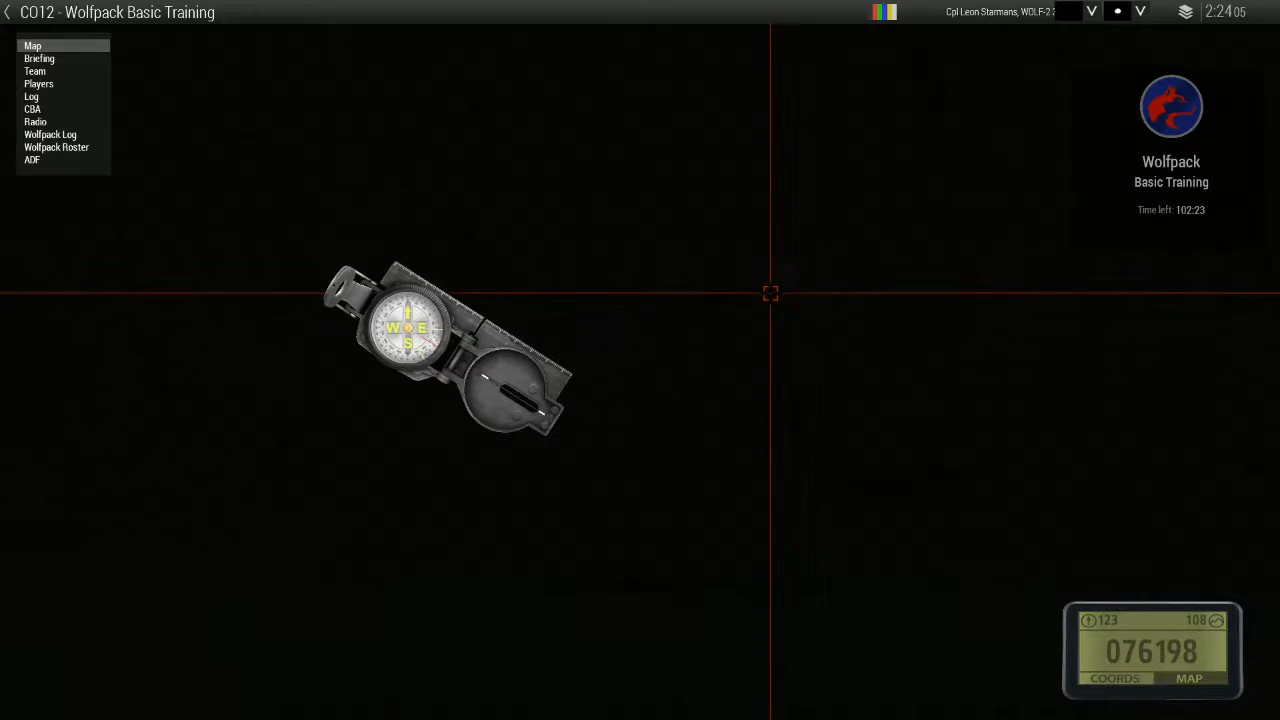 CO12 - Wolfpack Basic Training
Cpl Leon Starmans, WOLF-2
2:24 05
Map
Briefing
Team
Players
Log
CBA
Radio
Wolfpack Log
Wolfpack Roster
ADF
Wolfpack
Basic Training
Time left: 102:23
W E
S
123 108
076198
COORDS MAP